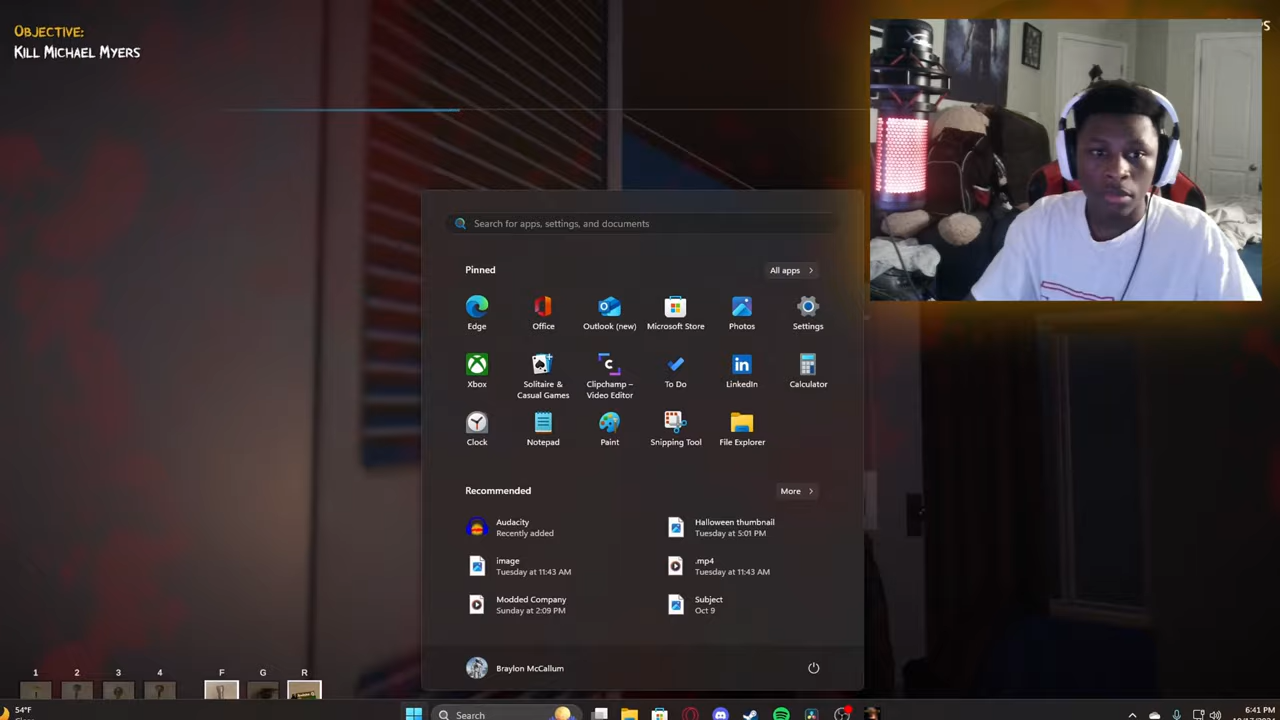 OBJECTIVE:
KILL MICHAEL MYERS
Search for apps, settings, and documents
Pinned
All apps
Edge
Office
Outlook (new)
Microsoft Store
Photos
Settings
Xbox
Solitaire &
Casual Games
Clipchamp –
Video Editor
To Do
LinkedIn
Calculator
Clock
Notepad
Paint
Snipping Tool
File Explorer
Recommended
More
Audacity
Recently added
Halloween thumbnail
Tuesday at 5:01 PM
image
Tuesday at 11:43 AM
.mp4
Tuesday at 11:43 AM
Modded Company
Sunday at 2:09 PM
Subject
Oct 9
Braylon McCallum
1 2 3 4 F G R
54°F
Search
6:41 PM